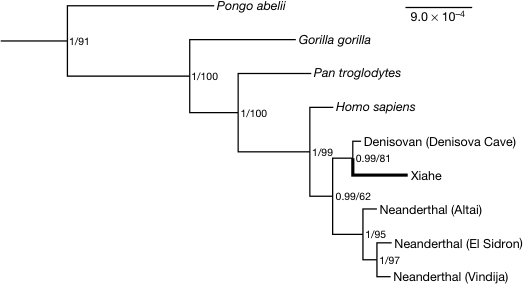 Pongo abelii
9.0 × 10⁻⁴
1/91
Gorilla gorilla
1/100
Pan troglodytes
1/100
Homo sapiens
Denisovan (Denisova Cave)
1/99
0.99/81
Xiahe
0.99/62
Neanderthal (Altai)
1/95
Neanderthal (El Sidron)
1/97
Neanderthal (Vindija)